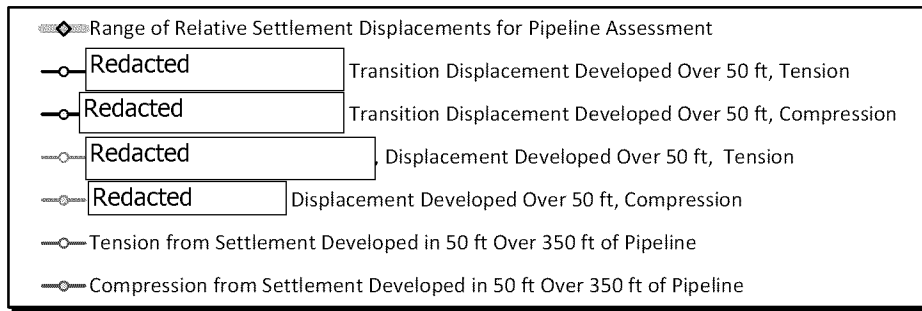 Range of Relative Settlement Displacements for Pipeline Assessment
Redacted Transition Displacement Developed Over 50 ft, Tension
Redacted Transition Displacement Developed Over 50 ft, Compression
Redacted , Displacement Developed Over 50 ft, Tension
Redacted Displacement Developed Over 50 ft, Compression
Tension from Settlement Developed in 50 ft Over 350 ft of Pipeline
Compression from Settlement Developed in 50 ft Over 350 ft of Pipeline